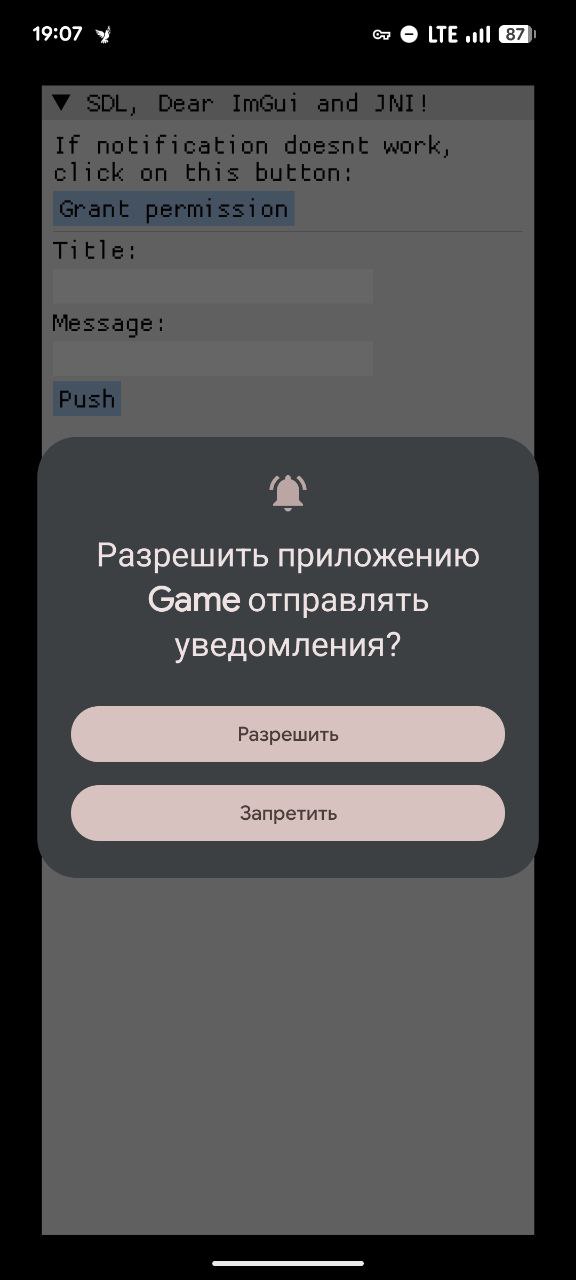 19:07 LTE 87
▼ SDL, Dear ImGui and JNI!
If notification doesnt work,
click on this button:
Grant permission
Title:
Message:
Push
Разрешить приложению
Game отправлять
уведомления?
Разрешить
Запретить